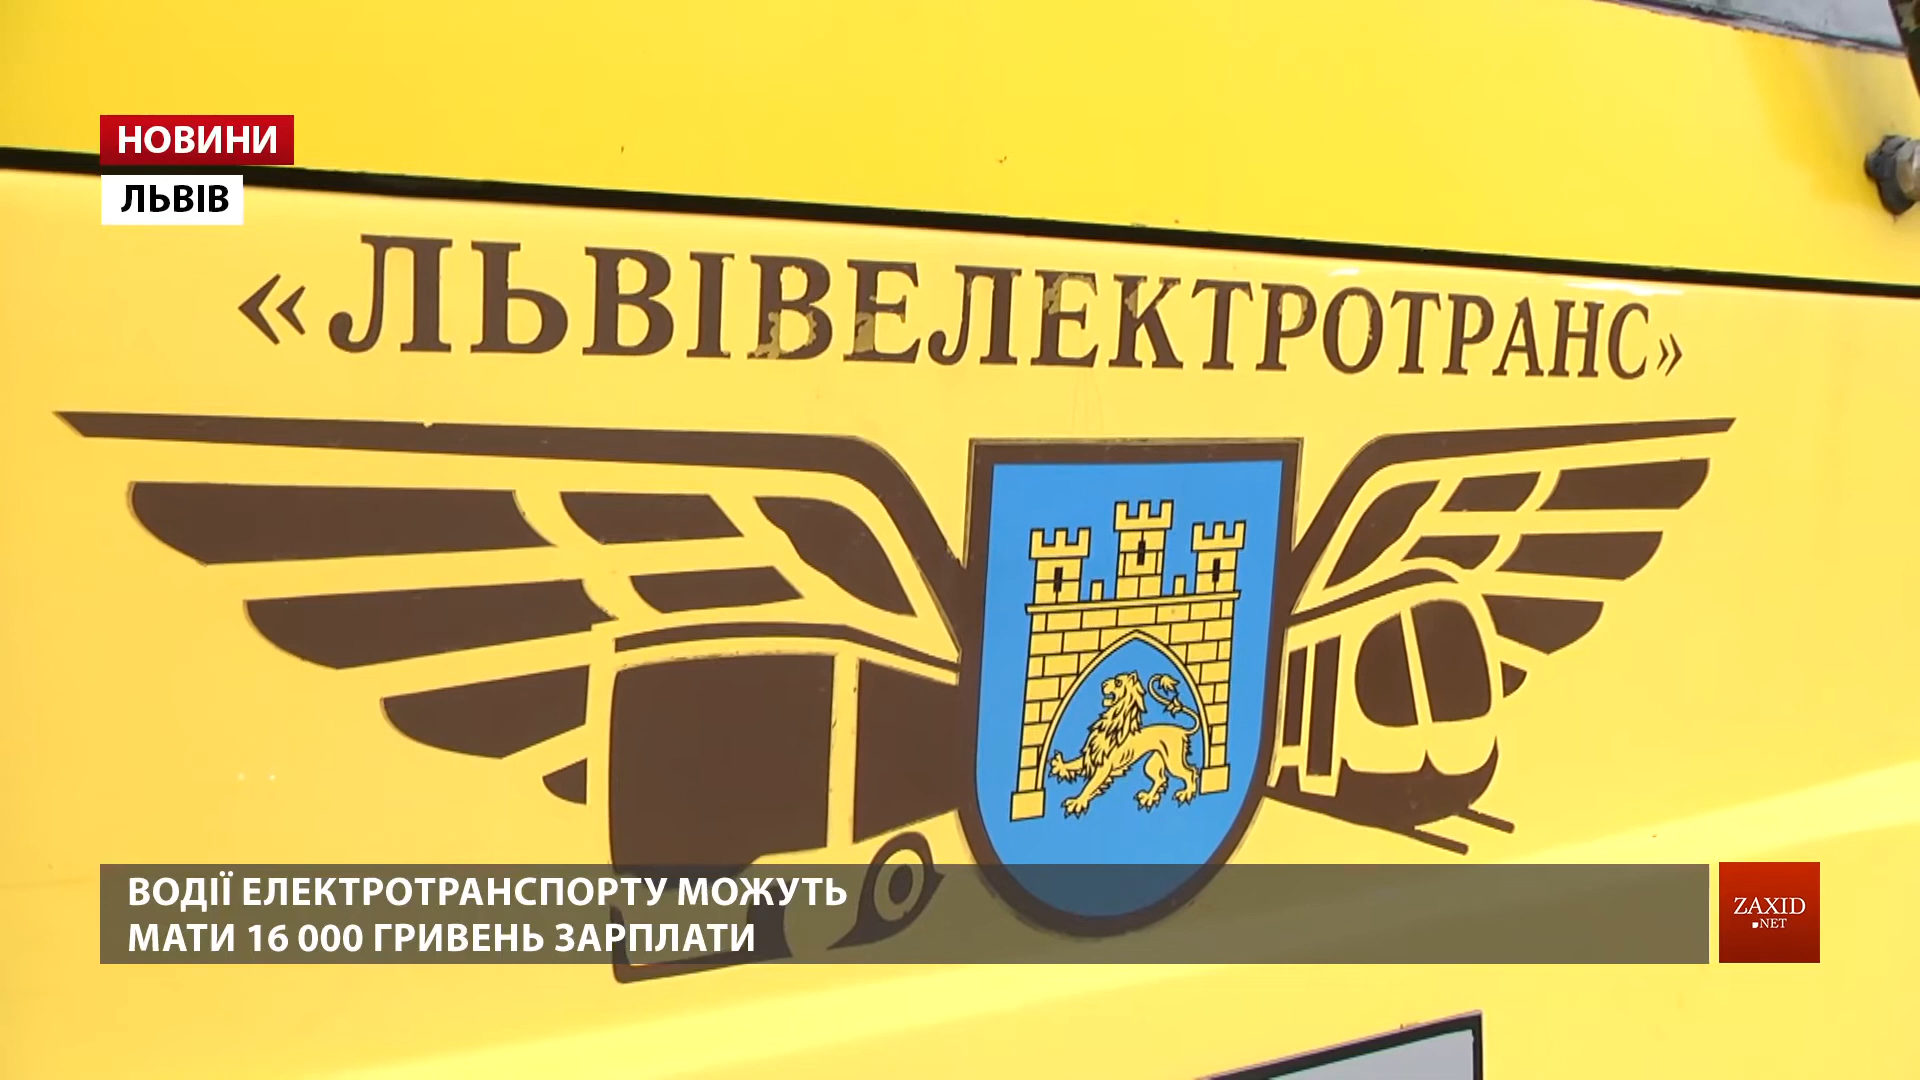 НОВИНИ
ЛЬВІВ
«ЛЬВІВЕЛЕКТРОТРАНС»
ВОДІЇ ЕЛЕКТРОТРАНСПОРТУ МОЖУТЬ
МАТИ 16 000 ГРИВЕНЬ ЗАРПЛАТИ
ZAXID
.NET